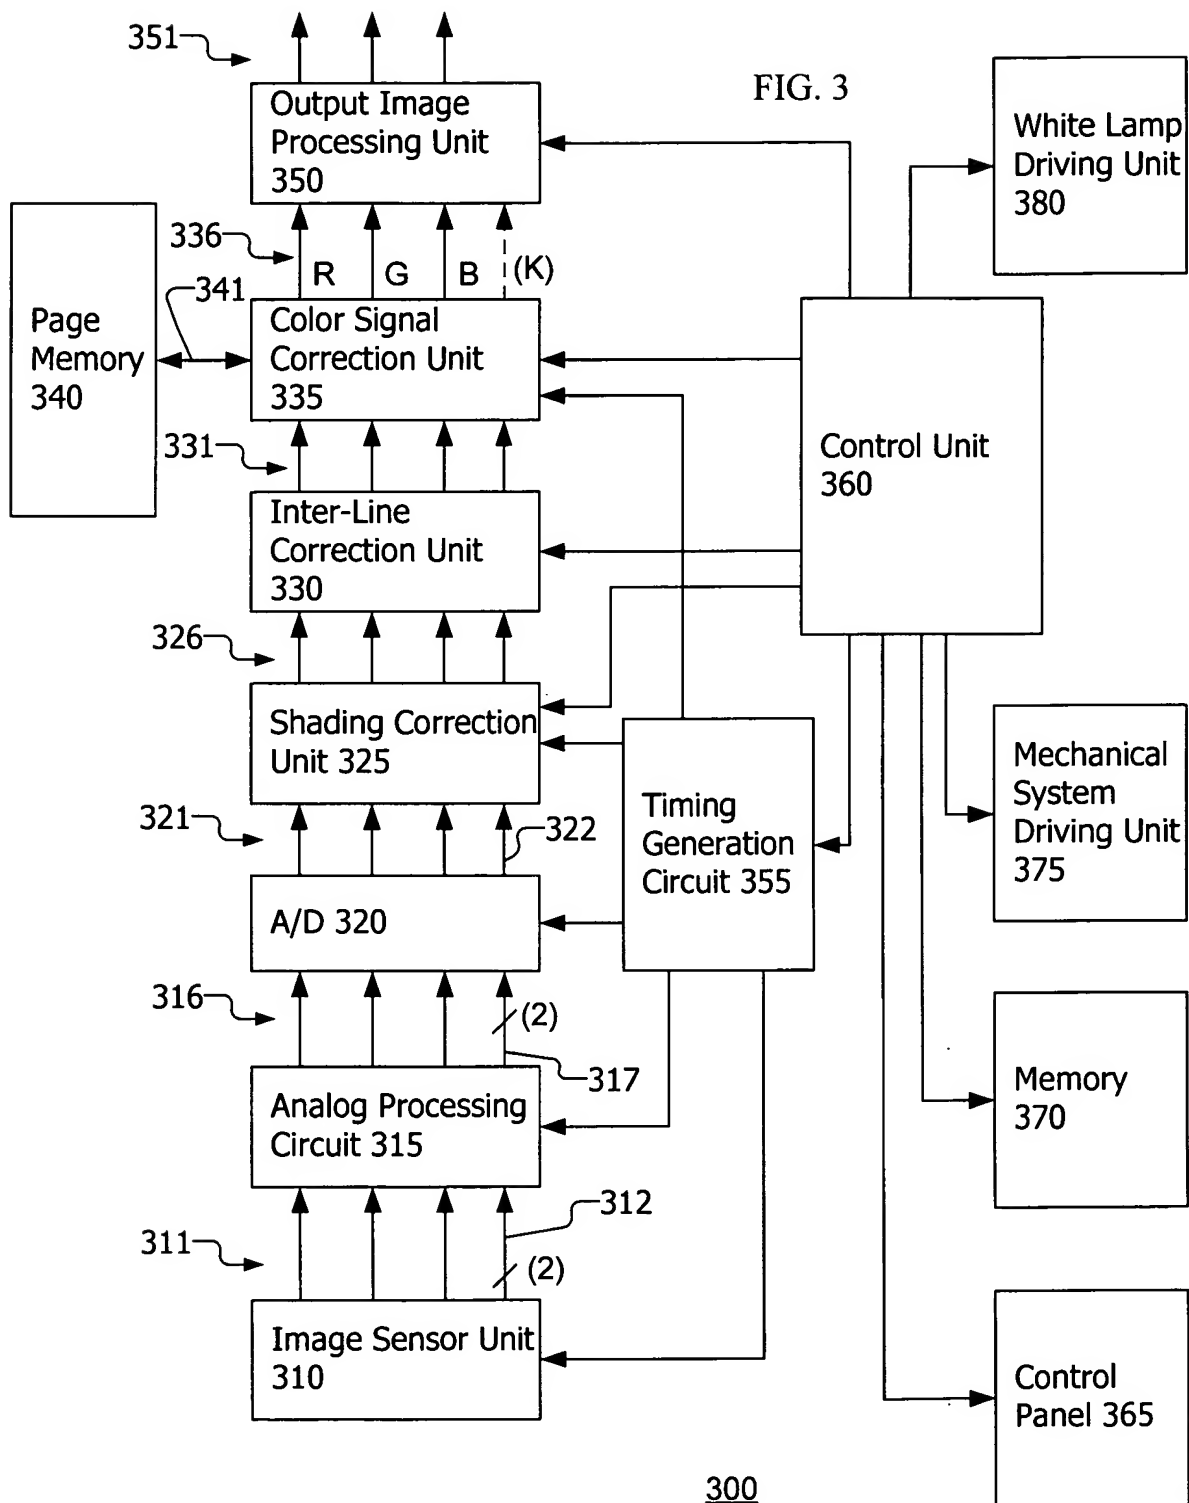 351
FIG. 3
Output Image
Processing Unit
350
White Lamp
Driving Unit
380
336
R
G
B
(K)
341
Page
Memory
340
Color Signal
Correction Unit
335
331
Control Unit
360
Inter-Line
Correction Unit
330
326
Shading Correction
Unit 325
Mechanical
System
Driving Unit
375
321
322
Timing
Generation
Circuit 355
A/D 320
316
(2)
317
Memory
370
Analog Processing
Circuit 315
312
311
(2)
Image Sensor Unit
310
Control
Panel 365
300